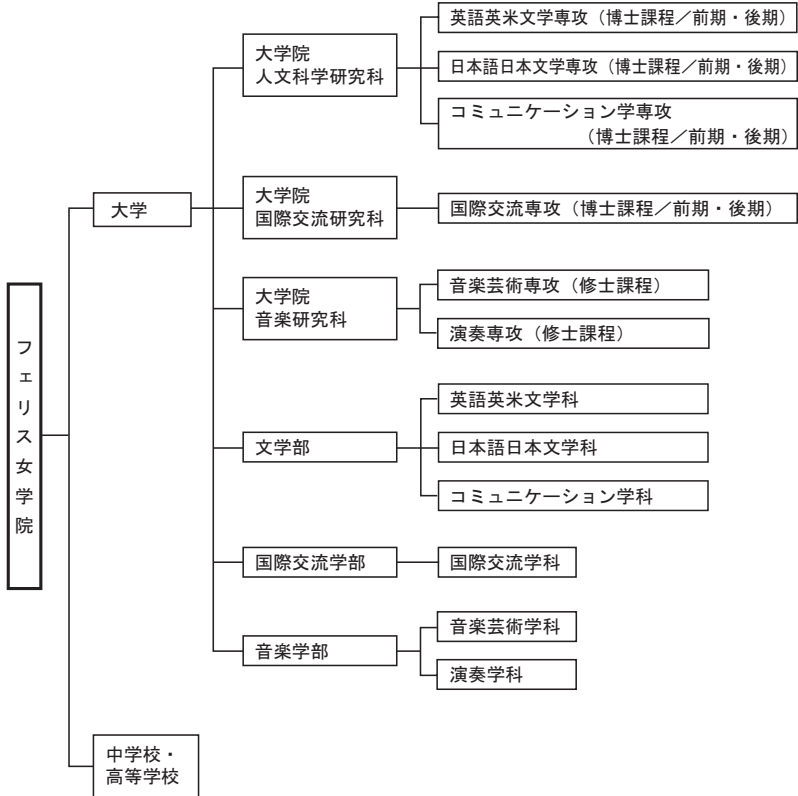 フェリス女学院
大学
大学院
人文科学研究科
英語英米文学専攻（博士課程／前期・後期）
日本語日本文学専攻（博士課程／前期・後期）
コミュニケーション学専攻
（博士課程／前期・後期）
大学院
国際交流研究科
国際交流専攻（博士課程／前期・後期）
大学院
音楽研究科
音楽芸術専攻（修士課程）
演奏専攻（修士課程）
文学部
英語英米文学科
日本語日本文学科
コミュニケーション学科
国際交流学部
国際交流学科
音楽学部
音楽芸術学科
演奏学科
中学校・
高等学校